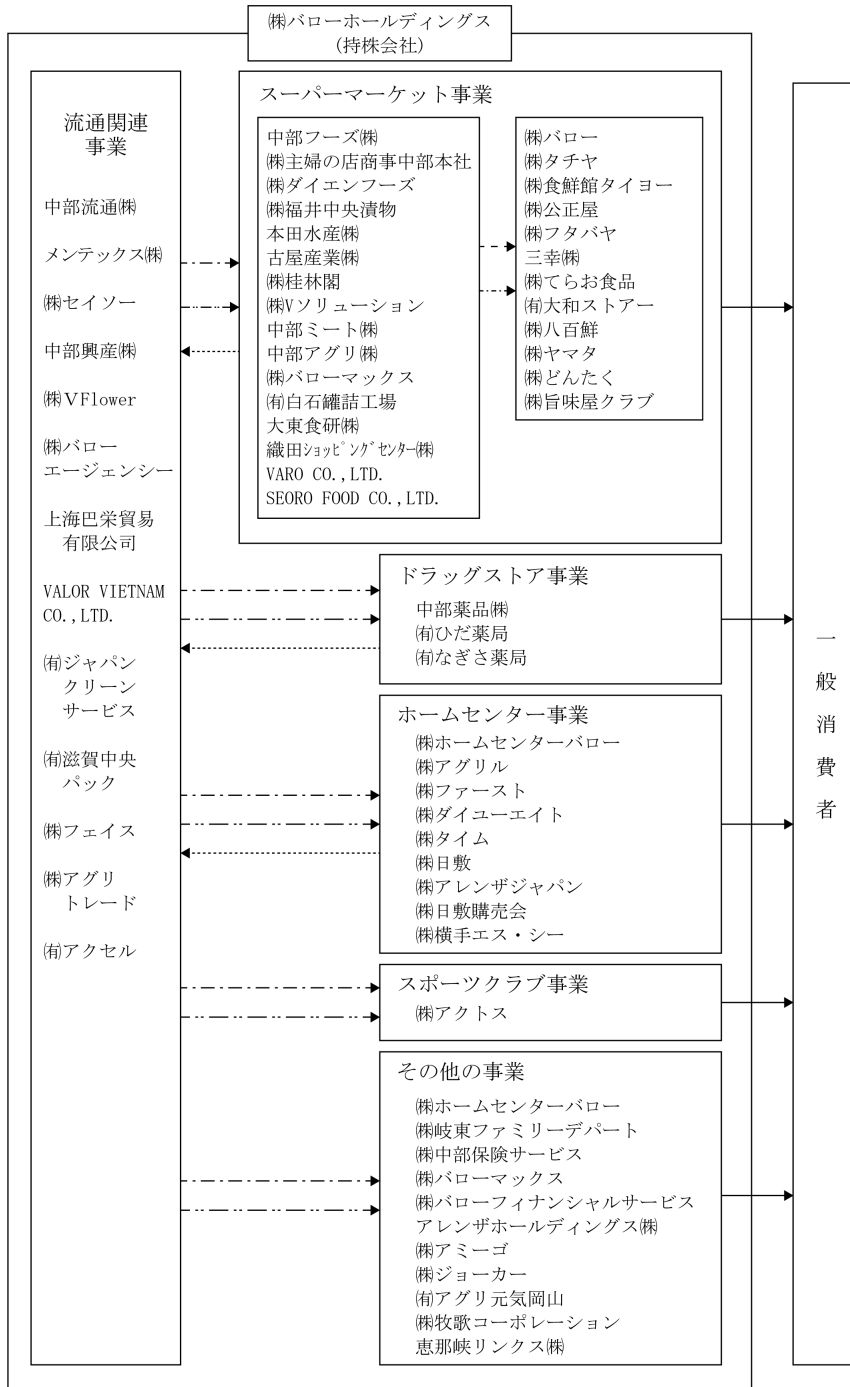 ㈱バローホールディングス
(持株会社)
流通関連
事業
中部流通㈱
メンテックス㈱
㈱セイソー
中部興産㈱
㈱VFlower
㈱バロー
エージェンシー
上海巴栄貿易
有限公司
VALOR VIETNAM
CO.,LTD.
㈲ジャパン
クリーン
サービス
㈲滋賀中央
パック
㈱フェイス
㈱アグリ
トレード
㈲アクセル
スーパーマーケット事業
中部フーズ㈱
㈱主婦の店商事中部本社
㈱ダイエンフーズ
㈱福井中央漬物
本田水産㈱
古屋産業㈱
㈱桂林閣
㈱Vソリューション
中部ミート㈱
中部アグリ㈱
㈱バローマックス
㈲白石罐詰工場
大東食研㈱
織田ショッピングセンター㈱
VARO CO.,LTD.
SEORO FOOD CO.,LTD.
㈱バロー
㈱タチヤ
㈱食鮮館タイヨー
㈱公正屋
㈱フタバヤ
三幸㈱
㈱てらお食品
㈲大和ストアー
㈱八百鮮
㈱ヤマタ
㈱どんたく
㈱旨味屋クラブ
ドラッグストア事業
中部薬品㈱
㈲ひだ薬局
㈲なぎさ薬局
ホームセンター事業
㈱ホームセンターバロー
㈱アグリル
㈱ファースト
㈱ダイユーエイト
㈱タイム
㈱日敷
㈱アレンザジャパン
㈱日敷購売会
㈱横手エス・シー
スポーツクラブ事業
㈱アクトス
その他の事業
㈱ホームセンターバロー
㈱岐東ファミリーデパート
㈱中部保険サービス
㈱バローマックス
㈱バローフィナンシャルサービス
アレンザホールディングス㈱
㈱アミーゴ
㈱ジョーカー
㈲アグリ元気岡山
㈱牧歌コーポレーション
恵那峡リンクス㈱
一般消費者